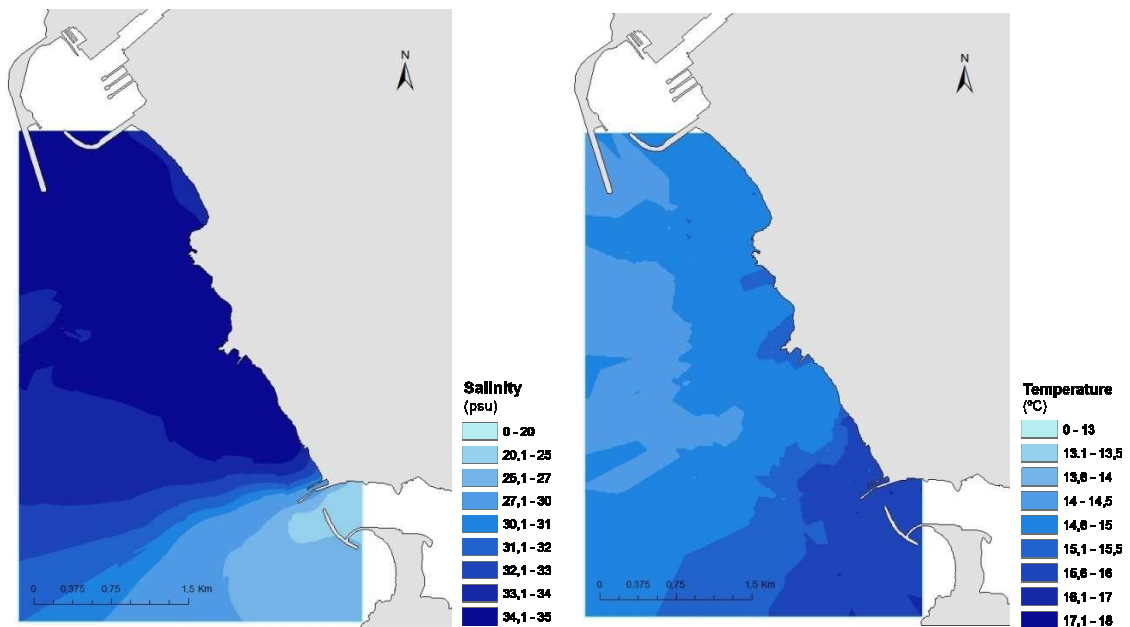 N
0 0,375 0,75 1,5 Km
Salinity
(psu)
0 - 20
20,1 - 25
25,1 - 27
27,1 - 30
30,1 - 31
31,1 - 32
32,1 - 33
33,1 - 34
34,1 - 35
N
0 0,375 0,75 1,5 Km
Temperature
(ºC)
0 - 13
13.1 - 13,5
13,6 - 14
14 - 14,5
14,6 - 15
15,1 - 15,5
15,6 - 16
16,1 - 17
17,1 - 18